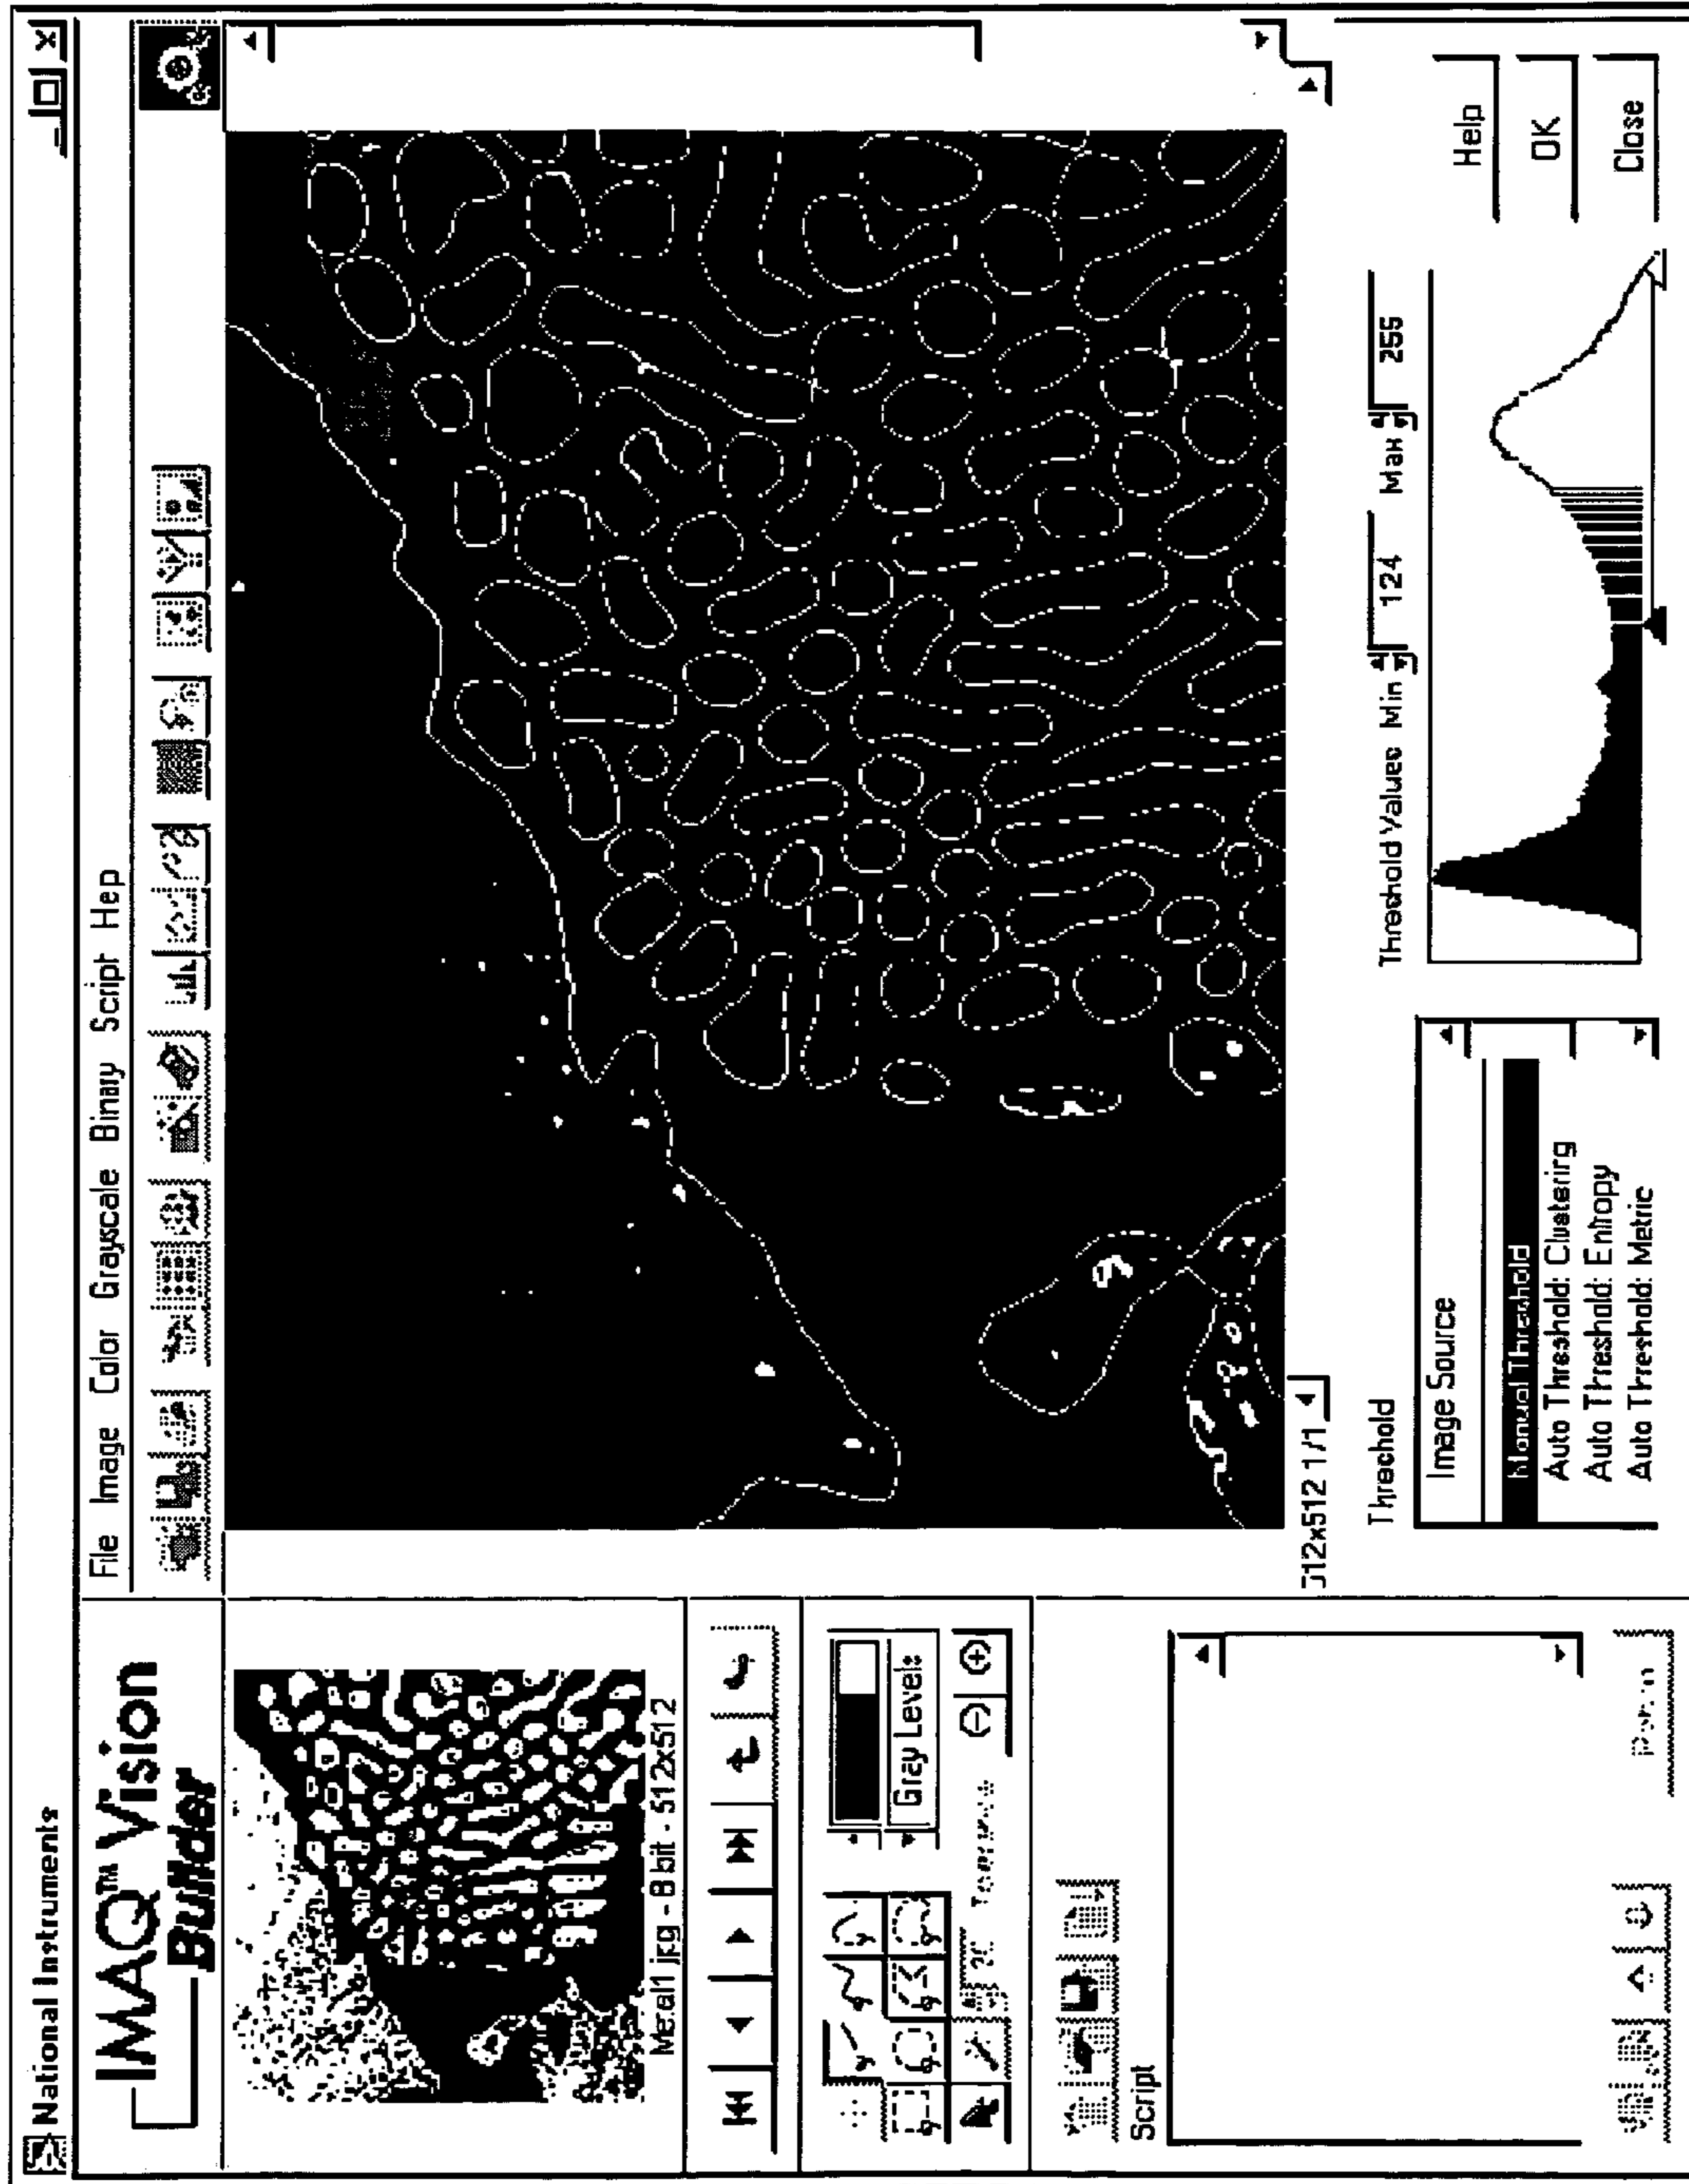 National Instruments
IMAQ™ Vision
Builder
File Image Color Grayscale Binary Script Help
Metal1 jpg - 8 bit - 512x512
Gray Levels
Script
512x512 1/1
Threshold
Image Source
Manual Threshold
Auto Threshold: Clustering
Auto Threshold: Entropy
Auto Threshold: Metric
Threshold Values Min 124 Max 255
Help
OK
Close